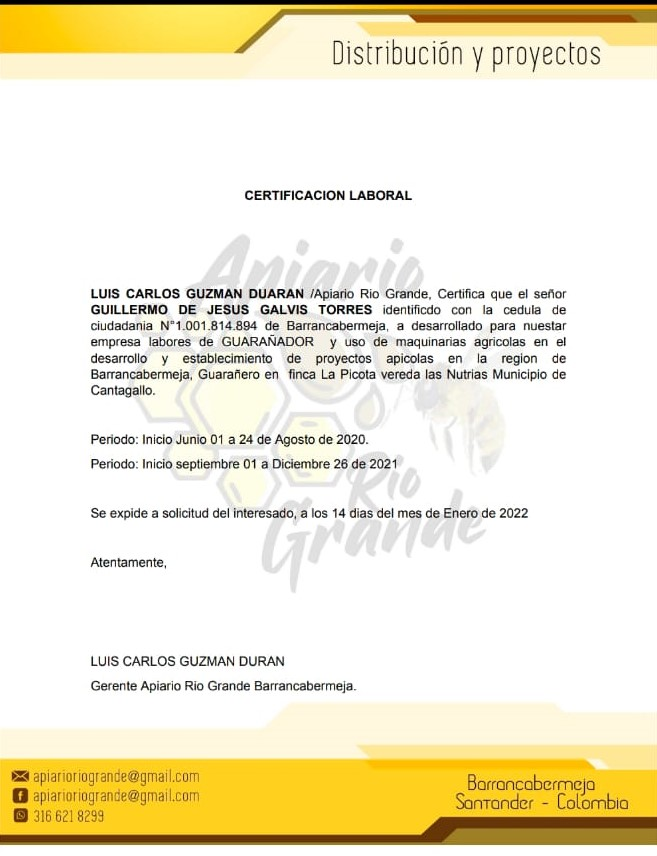 Distribución y proyectos
CERTIFICACION LABORAL
Apiario
LUIS CARLOS GUZMAN DUARAN /Apiario Rio Grande, Certifica que el señor
GUILLERMO DE JESUS GALVIS TORRES identificdo con la cedula de
ciudadania N°1.001.814.894 de Barrancabermeja, a desarrollado para nuestar
empresa labores de GUARAÑADOR y uso de maquinarias agricolas en el
desarrollo y establecimiento de proyectos apicolas en la region de
Barrancabermeja, Guarañero en finca La Picota vereda las Nutrias Municipio de
Cantagallo.
Periodo: Inicio Junio 01 a 24 de Agosto de 2020.
Periodo: Inicio septiembre 01 a Diciembre 26 de 2021
Rio
Se expide a solicitud del interesado, a los 14 dias del mes de Enero de 2022
Grande
Atentamente,
LUIS CARLOS GUZMAN DURAN
Gerente Apiario Rio Grande Barrancabermeja.
apiarioriogrande@gmail.com
apiarioriogrande@gmail.com
316 621 8299
Barrancabermeja
Santander - Colombia